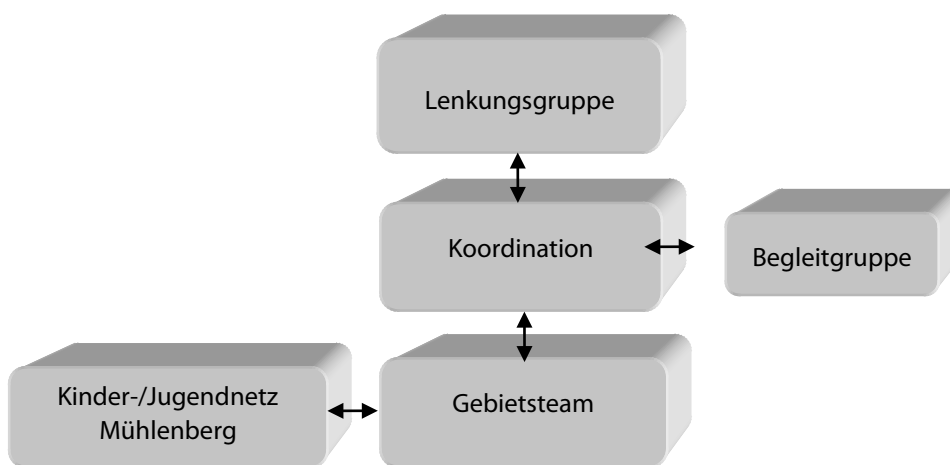 Lenkungsgruppe
Koordination
Begleitgruppe
Kinder-/Jugendnetz
Mühlenberg
Gebietsteam